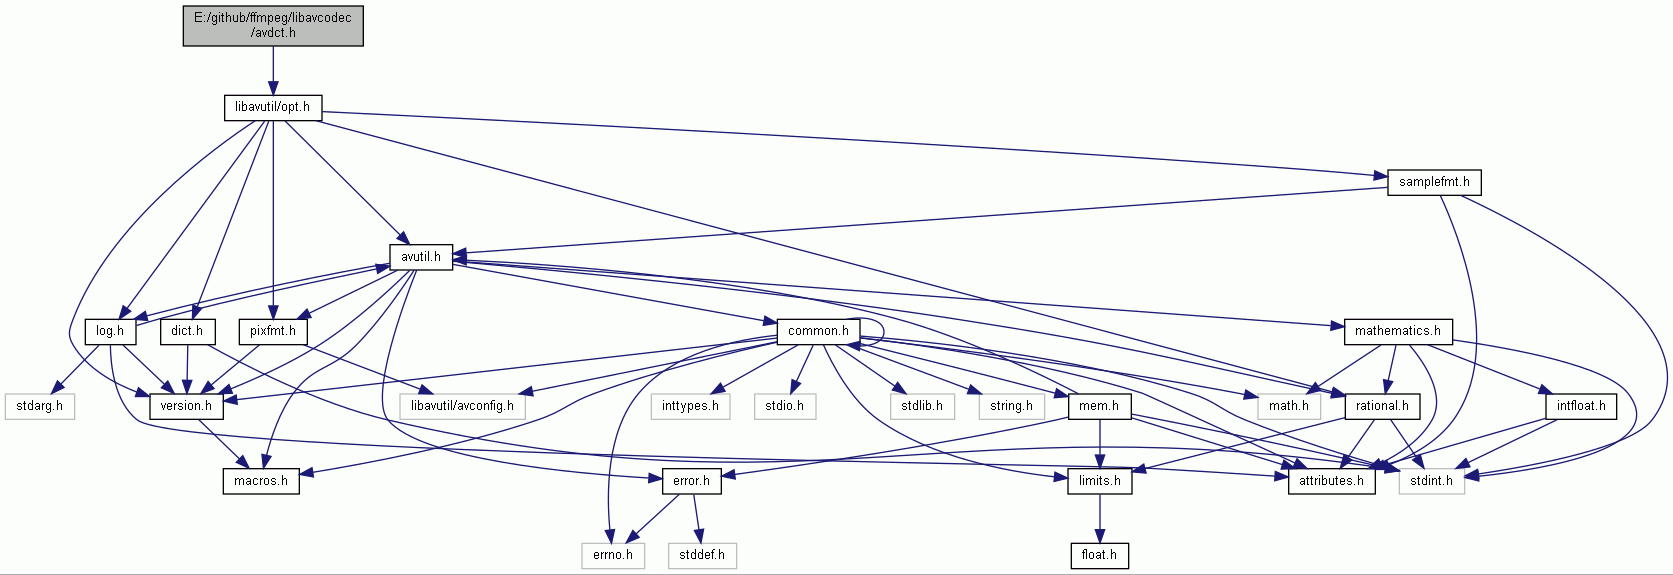 E:/github/ffmpeg/libavcodec
/avdct.h
libavutil/opt.h
samplefmt.h
avutil.h
log.h
dict.h
pixfmt.h
common.h
mathematics.h
stdarg.h
version.h
libavutil/avconfig.h
inttypes.h
stdio.h
stdlib.h
string.h
mem.h
math.h
rational.h
intfloat.h
macros.h
error.h
limits.h
attributes.h
stdint.h
errno.h
stddef.h
float.h